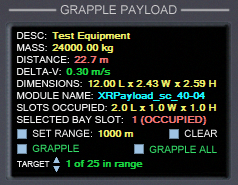 GRAPPLE PAYLOAD
DESC: Test Equipment
MASS: 24000.00 kg
DISTANCE: 22.7 m
DELTA-V: 0.30 m/s
DIMENSIONS: 12.00 L x 2.43 W x 2.59 H
MODULE NAME: XRPayload_sc_40-04
SLOTS OCCUPIED: 2.0 L x 1.0 W x 1.0 H
SELECTED BAY SLOT: 1 (OCCUPIED)
SET RANGE: 1000 m CLEAR
GRAPPLE GRAPPLE ALL
TARGET 1 of 25 in range